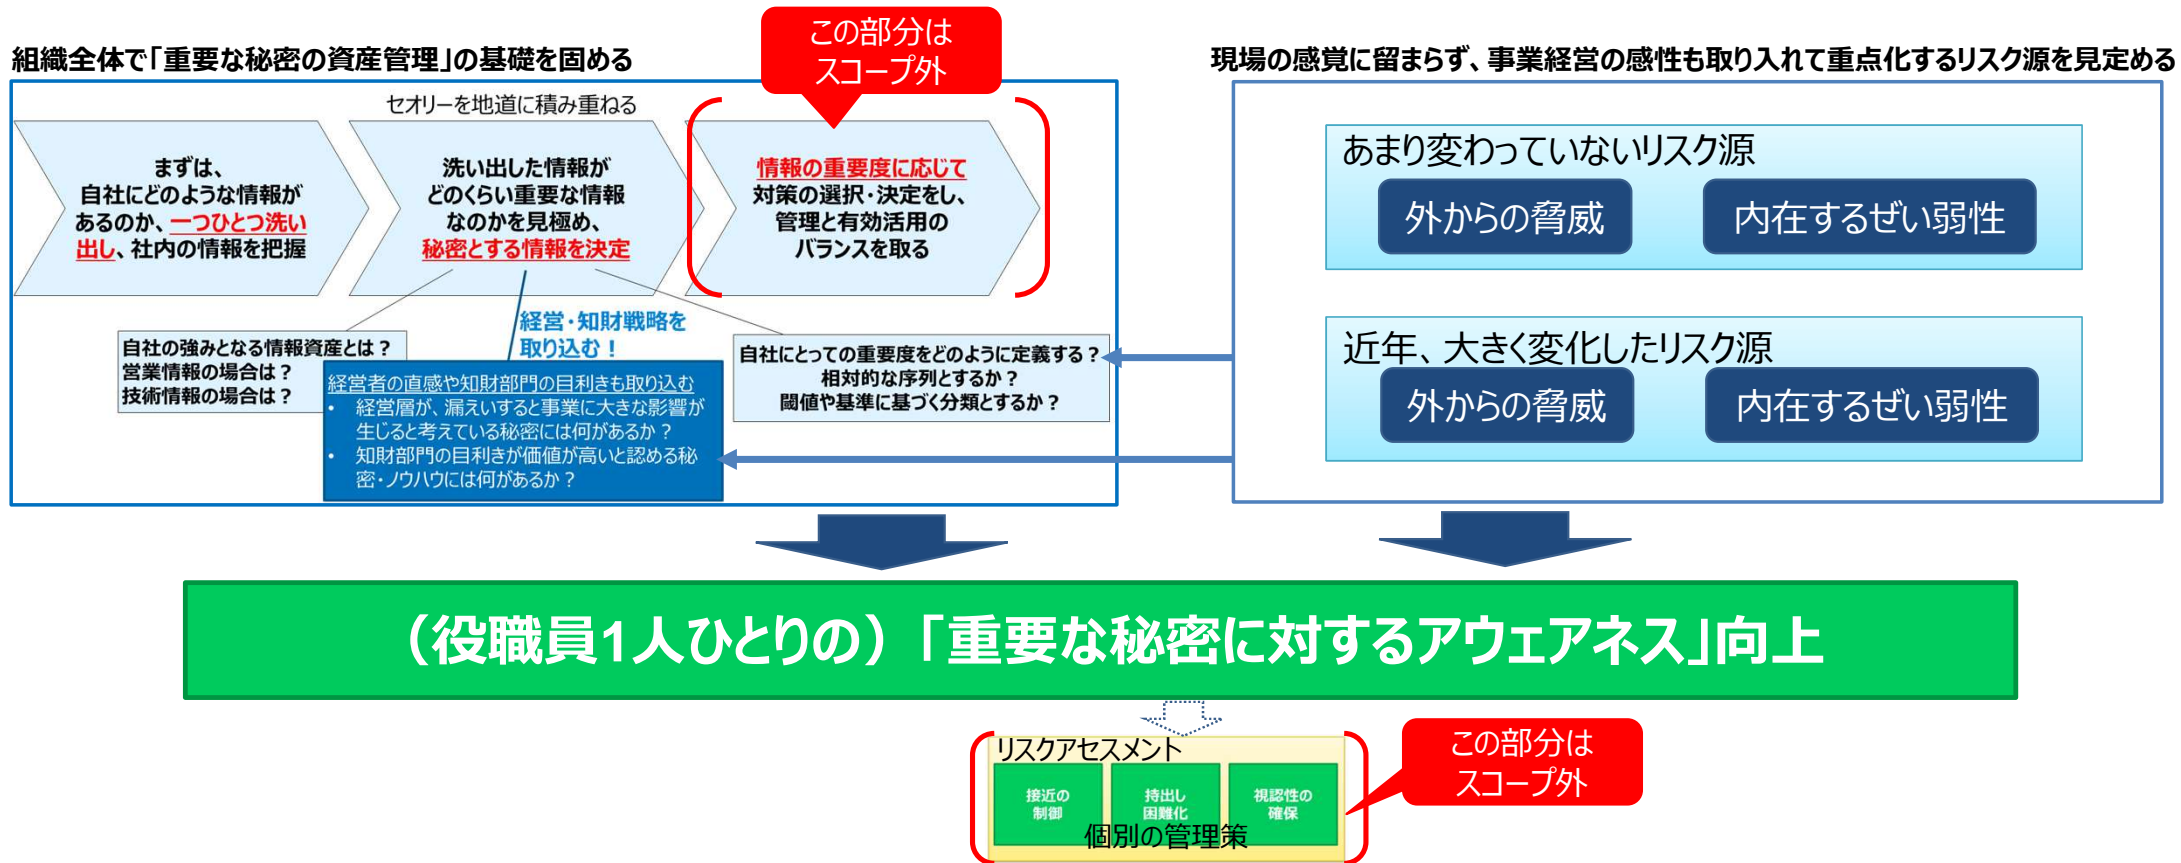 この部分は
スコープ外
組織全体で「重要な秘密の資産管理」の基礎を固める
セオリーを地道に積み重ねる
まずは、
自社にどのような情報が
あるのか、一つひとつ洗い
出し、社内の情報を把握
洗い出した情報が
どのくらい重要な情報
なのかを見極め、
秘密とする情報を決定
情報の重要度に応じて
対策の選択・決定をし、
管理と有効活用の
バランスを取る
経営・知財戦略を
取り込む！
自社の強みとなる情報資産とは？
営業情報の場合は？
技術情報の場合は？
経営者の直感や知財部門の目利きも取り込む
• 経営層が、漏えいすると事業に大きな影響が
生じると考えている秘密には何があるか？
• 知財部門の目利きが価値が高いと認める秘
密・ノウハウには何があるか？
自社にとっての重要度をどのように定義する？
相対的な序列とするか？
閾値や基準に基づく分類とするか？
現場の感覚に留まらず、事業経営の感性も取り入れて重点化するリスク源を見定める
あまり変わっていないリスク源
外からの脅威
内在するぜい弱性
近年、大きく変化したリスク源
外からの脅威
内在するぜい弱性
（役職員1人ひとりの）「重要な秘密に対するアウェアネス」向上
リスクアセスメント
接近の
制御
持出し
困難化
視認性の
確保
個別の管理策
この部分は
スコープ外